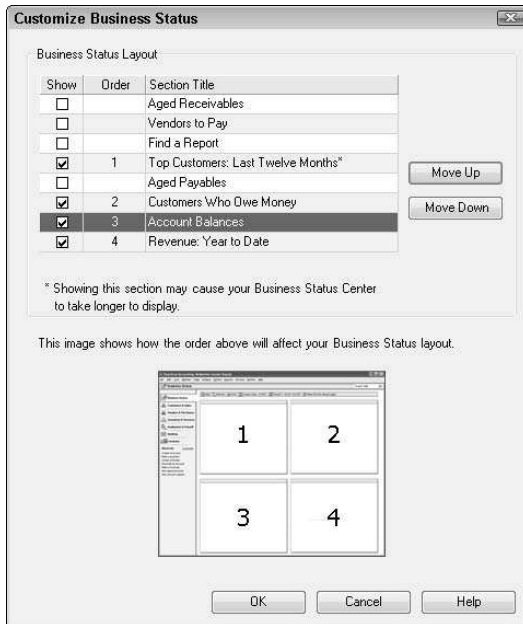 Customize Business Status
Business Status Layout
Show Order Section Title
Aged Receivables
Vendors to Pay
Find a Report
1 Top Customers: Last Twelve Months*
Aged Payables
2 Customers Who Owe Money
3 Account Balances
4 Revenue: Year to Date
Move Up
Move Down
* Showing this section may cause your Business Status Center
to take longer to display.
This image shows how the order above will affect your Business Status layout.
1 2
3 4
OK Cancel Help